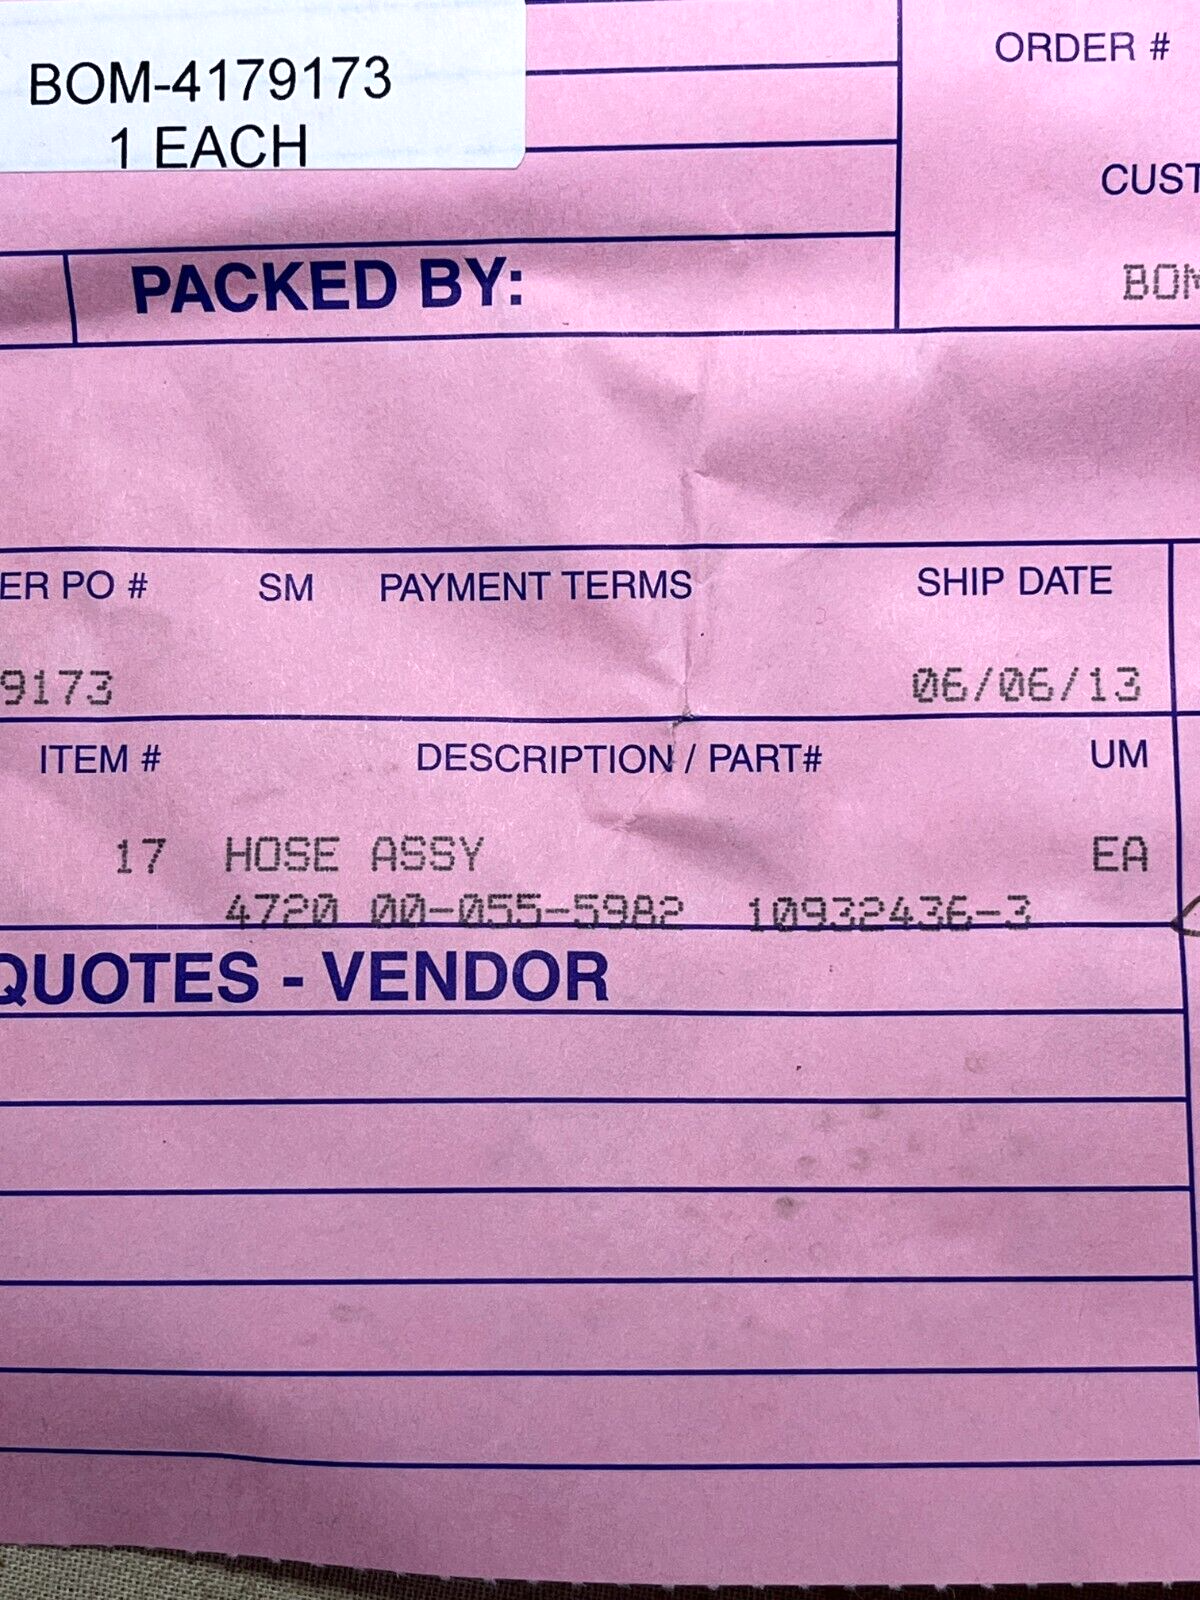 BOM-4179173
1 EACH
ORDER #
CUST
BOM
PACKED BY:
ER PO # SM PAYMENT TERMS SHIP DATE
9173 06/06/13
ITEM # DESCRIPTION / PART# UM
17 HOSE ASSY EA
4720 00-055-5982 10932436-3
QUOTES - VENDOR